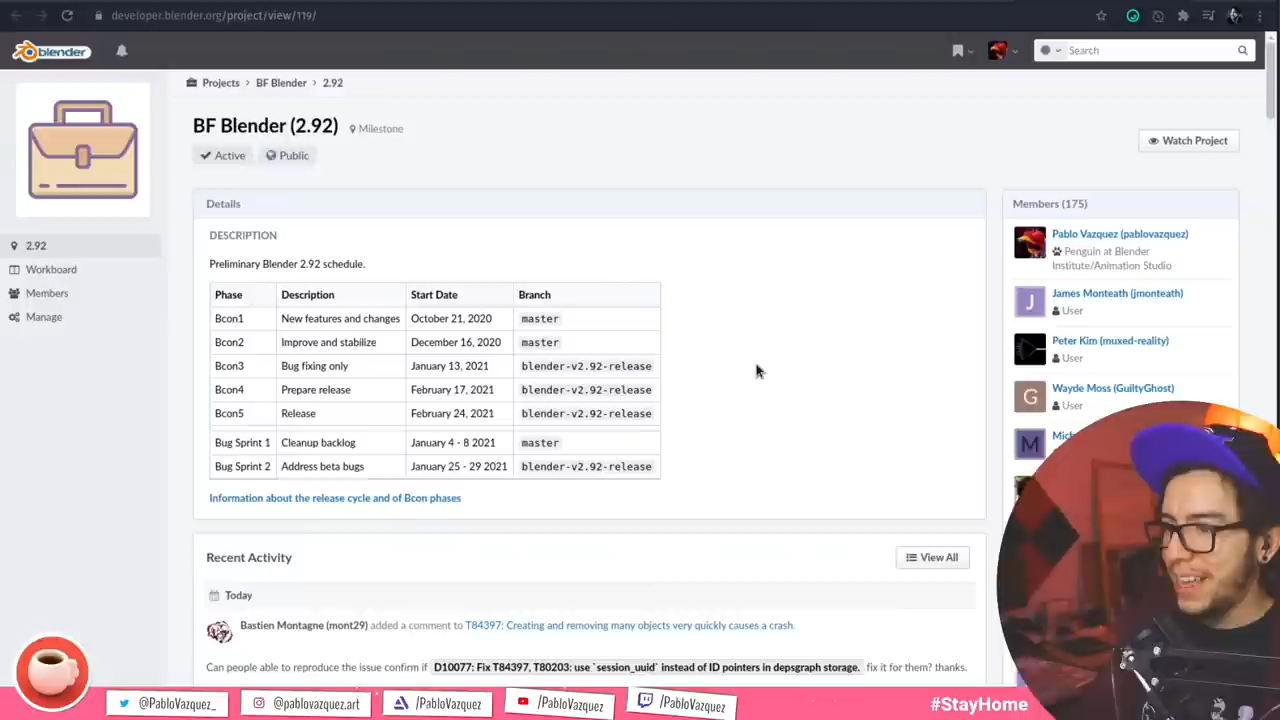 developer.blender.org/project/view/119/
blender
Search
Projects > BF Blender > 2.92
BF Blender (2.92) Milestone
Active Public
Watch Project
2.92
Workboard
Members
Manage
Details
DESCRIPTION
Preliminary Blender 2.92 schedule.
Phase Description Start Date Branch
Bcon1 New features and changes October 21, 2020 master
Bcon2 Improve and stabilize December 16, 2020 master
Bcon3 Bug fixing only January 13, 2021 blender-v2.92-release
Bcon4 Prepare release February 17, 2021 blender-v2.92-release
Bcon5 Release February 24, 2021 blender-v2.92-release
Bug Sprint 1 Cleanup backlog January 4 - 8 2021 master
Bug Sprint 2 Address beta bugs January 25 - 29 2021 blender-v2.92-release
Information about the release cycle and of Bcon phases
Members (175)
Pablo Vazquez (pablovazquez)
Penguin at Blender
Institute/Animation Studio
J
James Monteath (jmonteath)
User
Peter Kim (muxed-reality)
User
G
Wayde Moss (GuiltyGhost)
User
M
Recent Activity
View All
Today
Bastien Montagne (mont29) added a comment to T84397: Creating and removing many objects very quickly causes a crash.
Can people able to reproduce the issue confirm if D10077: Fix T84397, T80203: use `session_uuid` instead of ID pointers in depsgraph storage. fix it for them? thanks.
@PabloVazquez_
@pablovazquez.art
/PabloVazquez
/PabloVazquez
/PabloVazquez
#StayHome